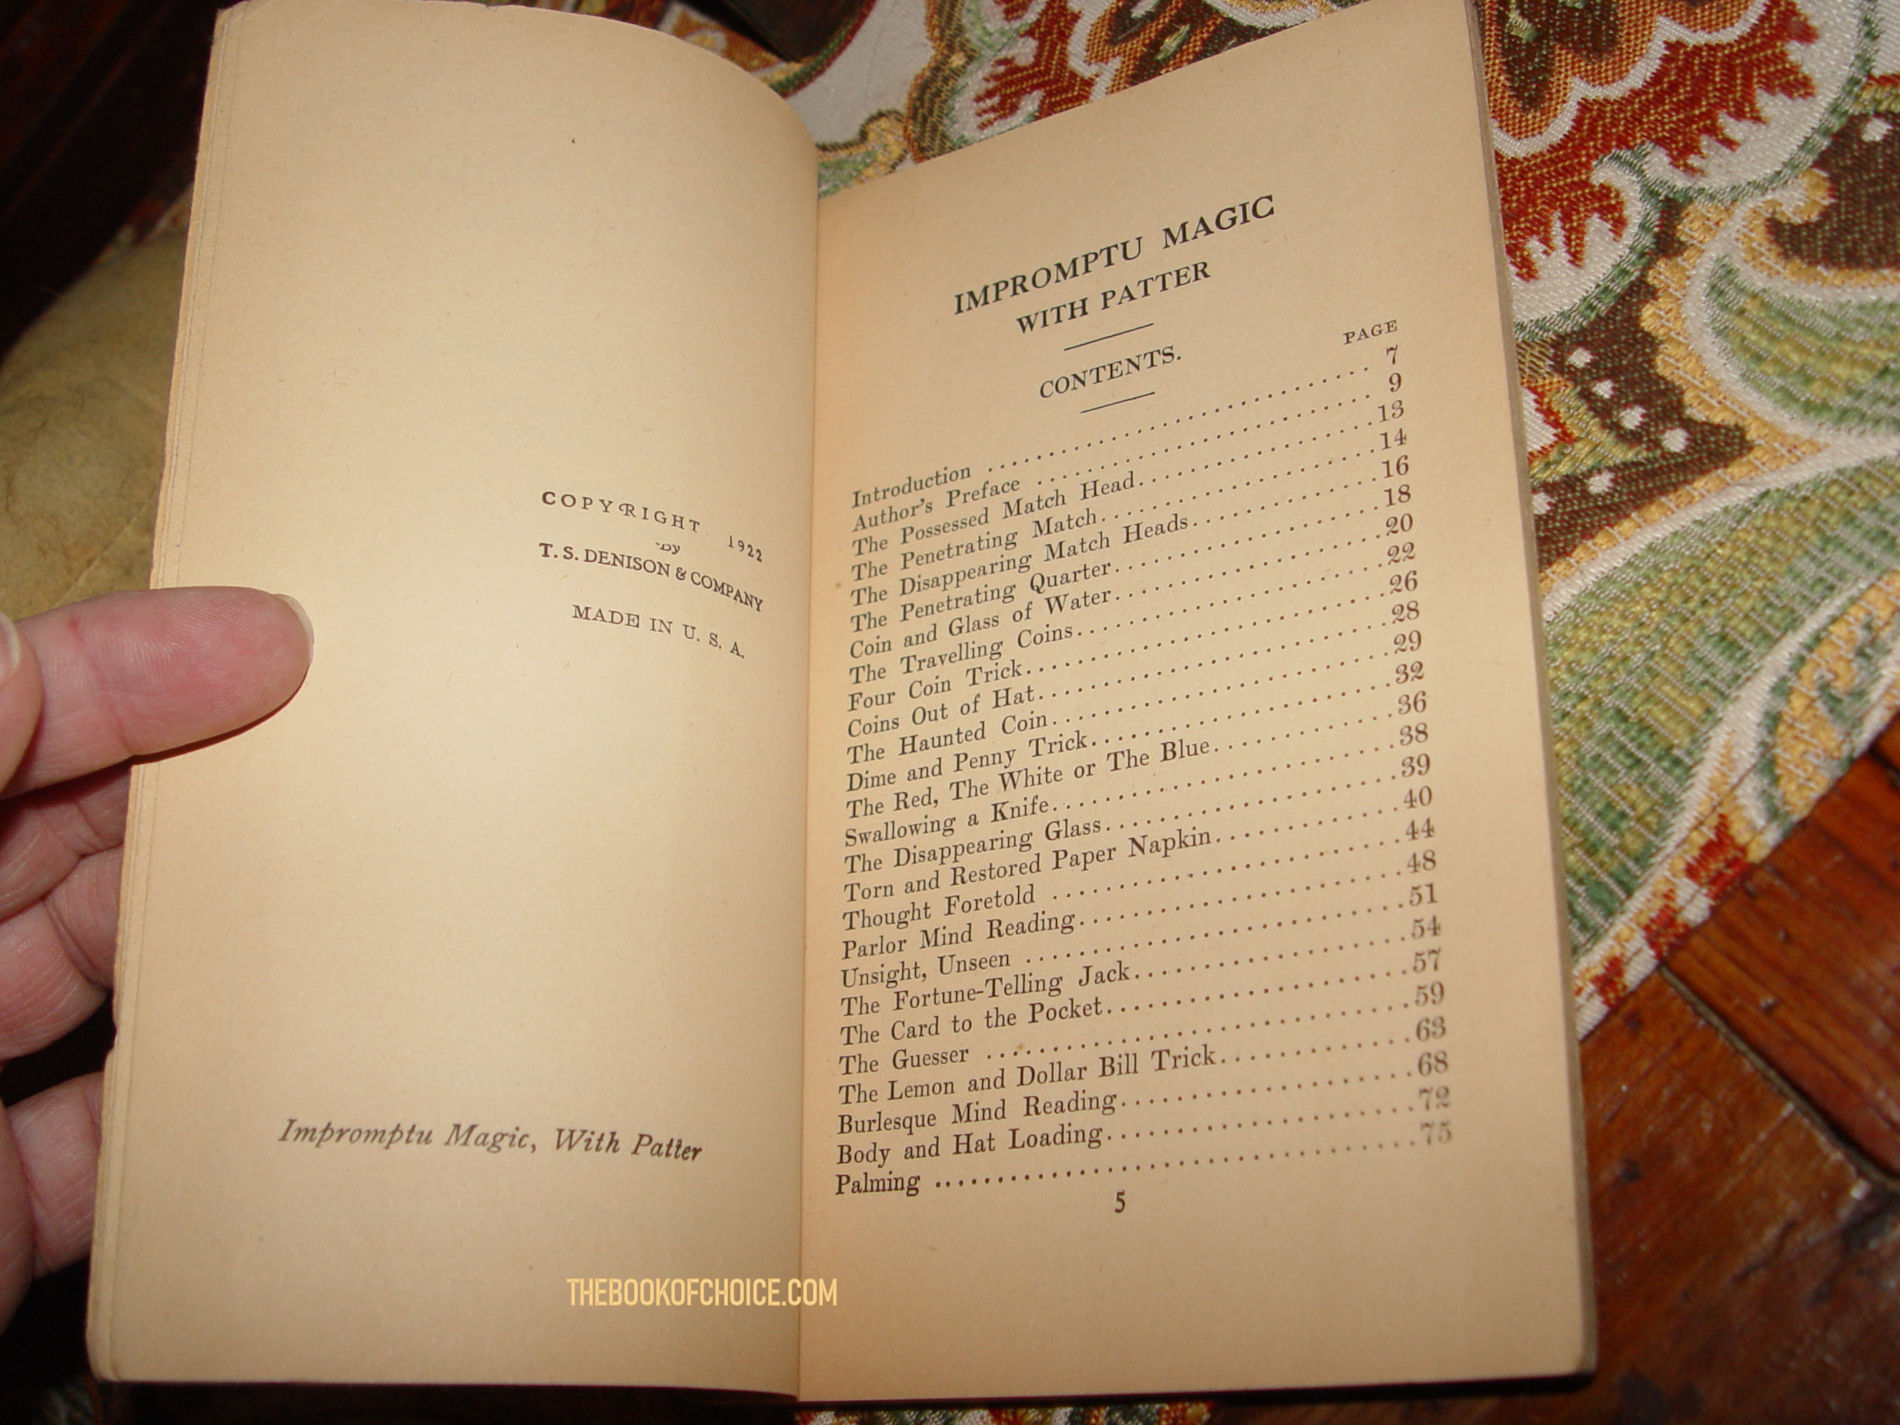 COPYRIGHT 1922
BY
T. S. DENISON & COMPANY
MADE IN U. S. A.
Impromptu Magic, With Patter
IMPROMPTU MAGIC
WITH PATTER
CONTENTS.
PAGE
Introduction ........ 7
Author's Preface ........ 9
The Possessed Match Head ........ 13
The Penetrating Match ........ 14
The Disappearing Match Heads ........ 16
The Penetrating Quarter ........ 18
Coin and Glass of Water ........ 20
The Travelling Coins ........ 22
Four Coin Trick ........ 26
Coins Out of Hat ........ 28
The Haunted Coin ........ 29
Dime and Penny Trick ........ 32
The Red, The White or The Blue ........ 36
Swallowing a Knife ........ 38
The Disappearing Glass ........ 39
Torn and Restored Paper Napkin ........ 40
Thought Foretold ........ 44
Parlor Mind Reading ........ 48
Unsight, Unseen ........ 51
The Fortune-Telling Jack ........ 54
The Card to the Pocket ........ 57
The Guesser ........ 59
The Lemon and Dollar Bill Trick ........ 63
Burlesque Mind Reading ........ 68
Body and Hat Loading ........ 72
Palming ........ 75
5
THEBOOKOFCHOICE.COM